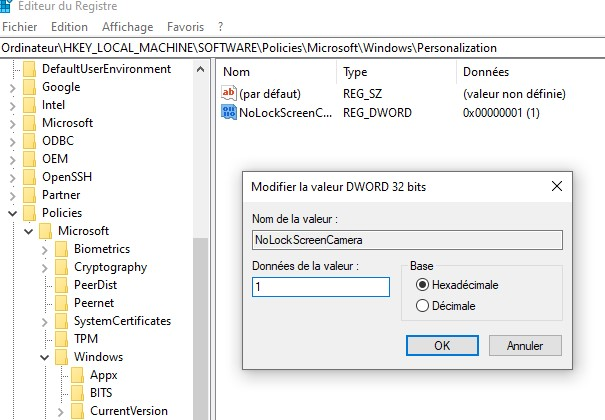 Editeur du Registre
Fichier Edition Affichage Favoris ?
Ordinateur\HKEY_LOCAL_MACHINE\SOFTWARE\Policies\Microsoft\Windows\Personalization
DefaultUserEnvironment
Google
Intel
Microsoft
ODBC
OEM
OpenSSH
Partner
Policies
Microsoft
Biometrics
Cryptography
PeerDist
Peernet
SystemCertificates
TPM
Windows
Appx
BITS
CurrentVersion
Nom Type Données
ab (par défaut) REG_SZ (valeur non définie)
NoLockScreenC... REG_DWORD 0x00000001 (1)
Modifier la valeur DWORD 32 bits
Nom de la valeur :
NoLockScreenCamera
Données de la valeur :
1
Base
Hexadécimale
Décimale
OK Annuler